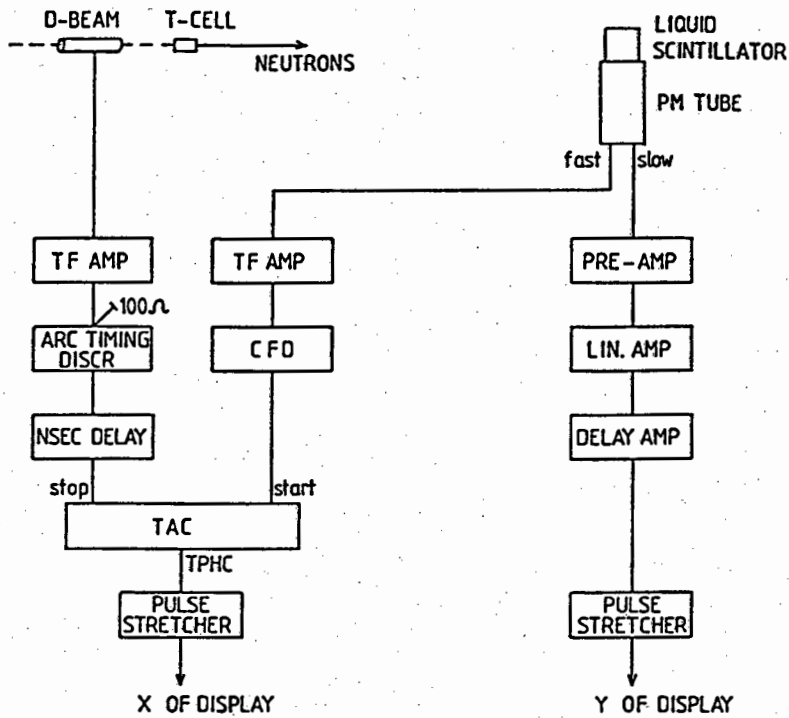 D-BEAM
T-CELL
NEUTRONS
LIQUID
SCINTILLATOR
PM TUBE
fast
slow
TF AMP
TF AMP
PRE-AMP
100Ω
ARC TIMING
DISCR
CFD
LIN. AMP
NSEC DELAY
DELAY AMP
stop
start
TAC
TPHC
PULSE
STRETCHER
PULSE
STRETCHER
X OF DISPLAY
Y OF DISPLAY